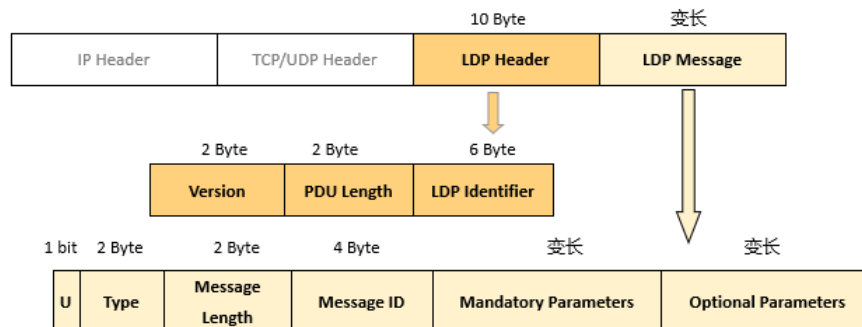 10 Byte 变长
IP Header TCP/UDP Header LDP Header LDP Message
2 Byte 2 Byte 6 Byte
Version PDU Length LDP Identifier
1 bit 2 Byte 2 Byte 4 Byte 变长 变长
U Type Message Length Message ID Mandatory Parameters Optional Parameters